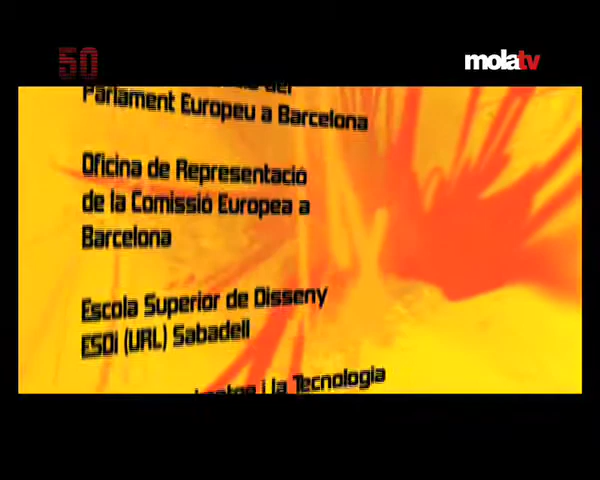 50
molatv
Parlament Europeu a Barcelona
Oficina de Representació
de la Comissió Europea a
Barcelona
Escola Superior de Disseny
ESDi (URL) Sabadell
i la Tecnologia